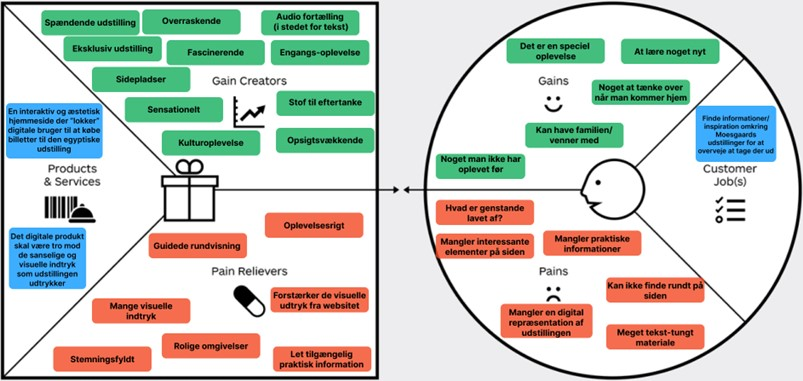 Spændende udstilling
Overraskende
Audio fortælling
(i stedet for tekst)
Eksklusiv udstilling
Fascinerende
Engangs-oplevelse
Sidepladser
Gain Creators
Sensationelt
Stof til eftertanke
Kulturoplevelse
Opsigtsvækkende
En interaktiv og æstetisk
hjemmeside der "lokker"
digitale bruger til at købe
billetter til den egyptiske
udstilling
Products
& Services
Det digitale produkt
skal være tro mod
de sanselige og
visuelle indtryk
som udstillingen
udtrykker
Oplevelsesrigt
Guidede rundvisning
Pain Relievers
Mange visuelle
indtryk
Forstærker de visuelle
udtryk fra websitet
Stemningsfyldt
Rolige omgivelser
Let tilgængelig
praktisk information
Det er en speciel
oplevelse
At lære noget nyt
Gains
Noget at tænke over
når man kommer hjem
Kan have familien/
venner med
Noget man ikke har
oplevet før
Finde informationer/
inspiration omkring
Moesgaards
udstillinger for at
overveje at tage der ud
Customer
Job(s)
Hvad er genstande
lavet af?
Mangler interessante
elementer på siden
Mangler praktiske
informationer
Pains
Kan ikke finde rundt på
siden
Mangler en digital
repræsentation af
udstillingen
Meget tekst-tungt
materiale